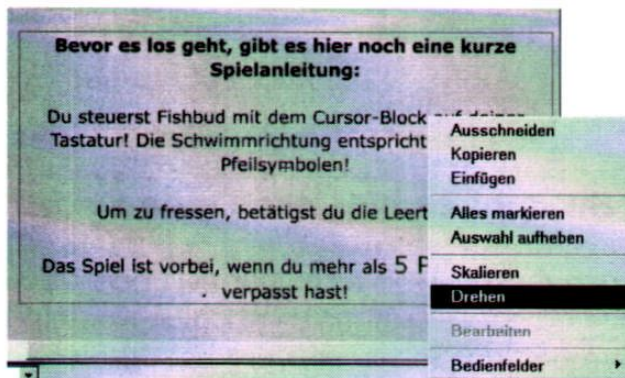 Bevor es los geht, gibt es hier noch eine kurze
Spielanleitung:
Du steuerst Fishbud mit dem Cursor-Block auf deiner
Tastatur! Die Schwimmrichtung entspricht
Pfeilsymbolen!
Um zu fressen, betätigst du die Leert
Das Spiel ist vorbei, wenn du mehr als 5 P
verpasst hast!
Ausschneiden
Kopieren
Einfügen
Alles markieren
Auswahl aufheben
Skalieren
Drehen
Bearbeiten
Bedienfelder